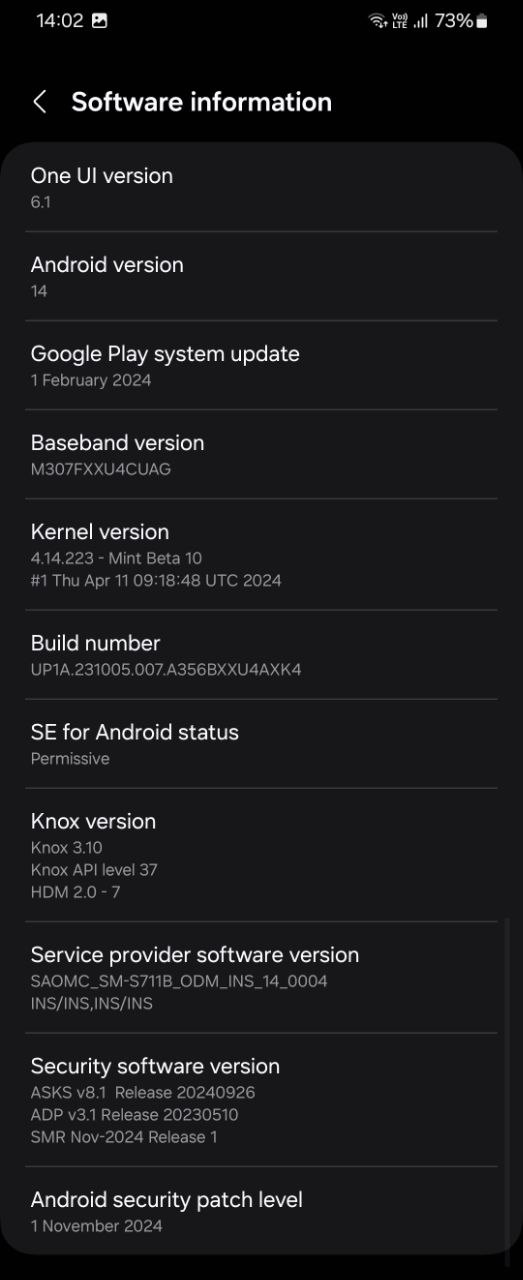 14:02
Vo) LTE 73%
Software information
One UI version
6.1
Android version
14
Google Play system update
1 February 2024
Baseband version
M307FXXU4CUAG
Kernel version
4.14.223 - Mint Beta 10
#1 Thu Apr 11 09:18:48 UTC 2024
Build number
UP1A.231005.007.A356BXXU4AXK4
SE for Android status
Permissive
Knox version
Knox 3.10
Knox API level 37
HDM 2.0 - 7
Service provider software version
SAOMC_SM-S711B_ODM_INS_14_0004
INS/INS,INS/INS
Security software version
ASKS v8.1  Release 20240926
ADP v3.1 Release 20230510
SMR Nov-2024 Release 1
Android security patch level
1 November 2024